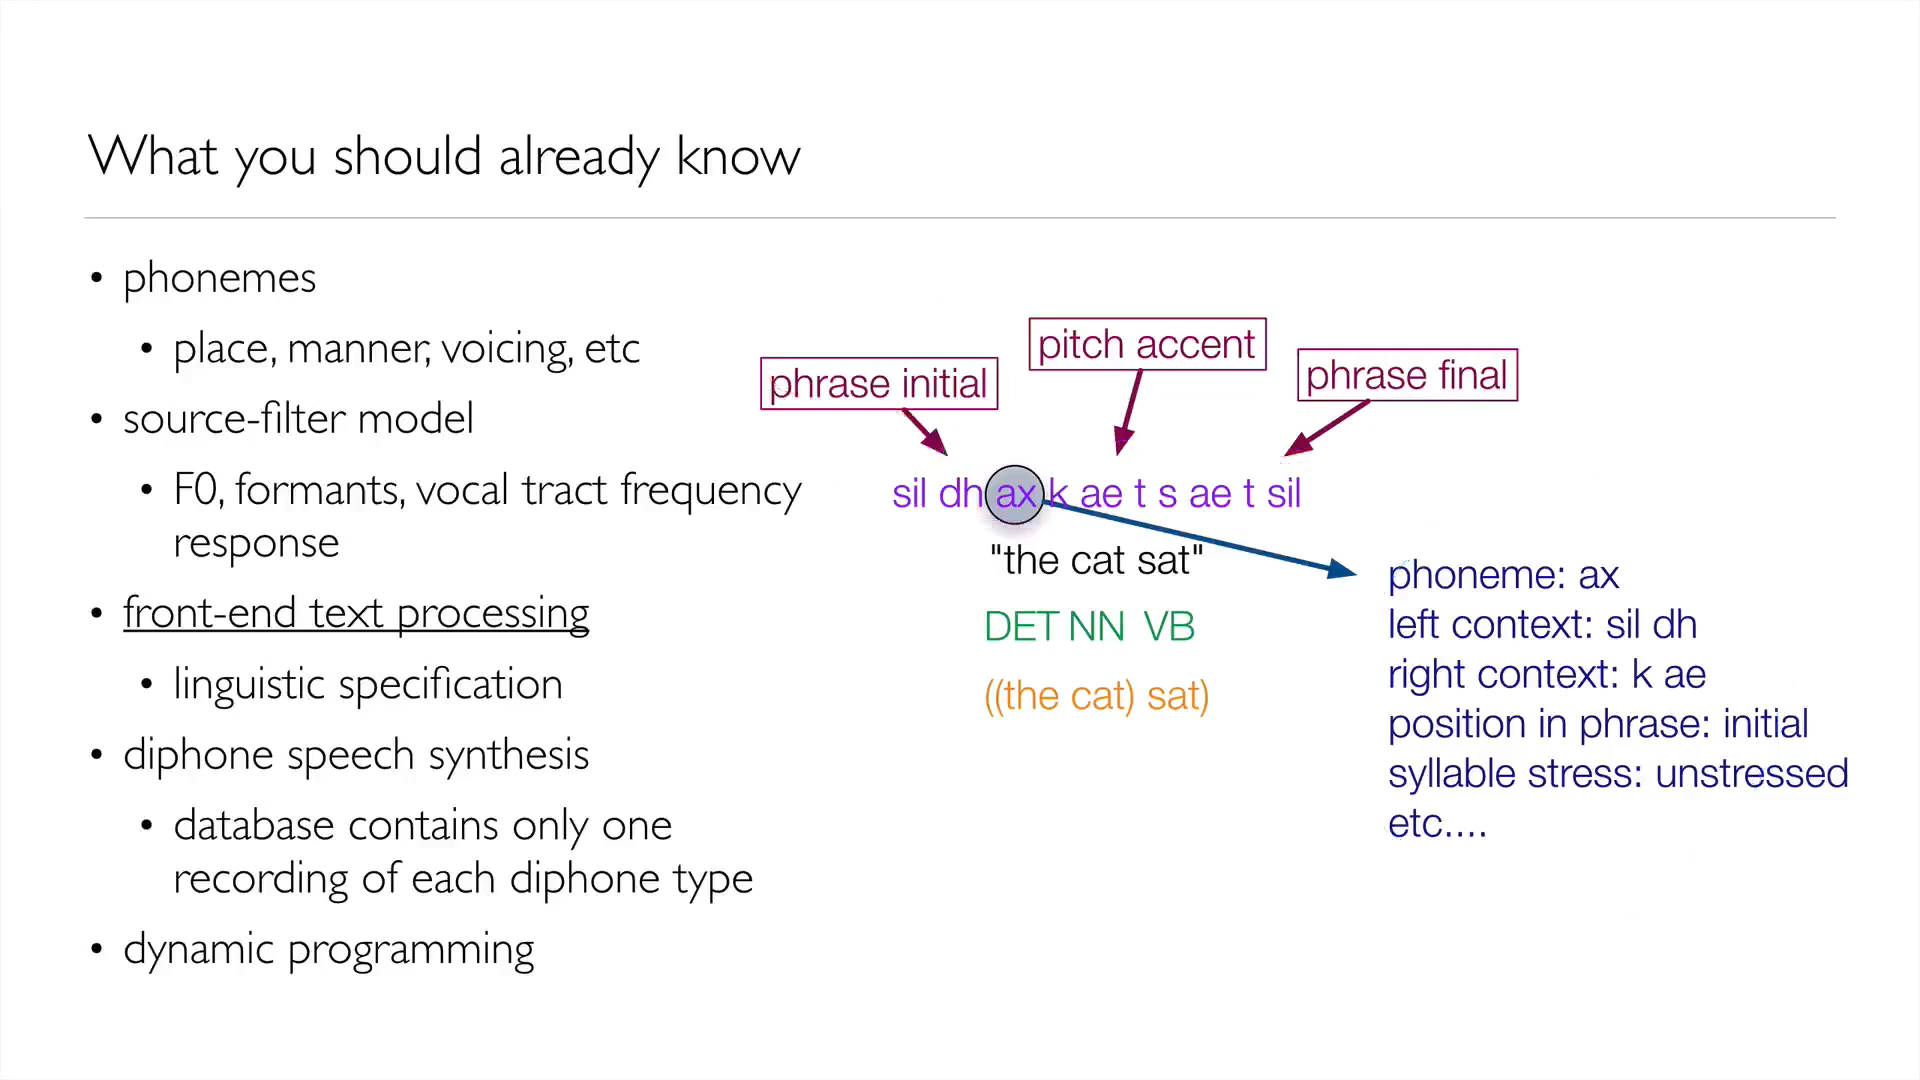 What you should already know
• phonemes
• place, manner, voicing, etc
• source-filter model
• F0, formants, vocal tract frequency
response
• front-end text processing
• linguistic specification
• diphone speech synthesis
• database contains only one
recording of each diphone type
• dynamic programming
phrase initial
pitch accent
phrase final
sil dh ax k ae t s ae t sil
"the cat sat"
DET NN VB
((the cat) sat)
phoneme: ax
left context: sil dh
right context: k ae
position in phrase: initial
syllable stress: unstressed
etc....